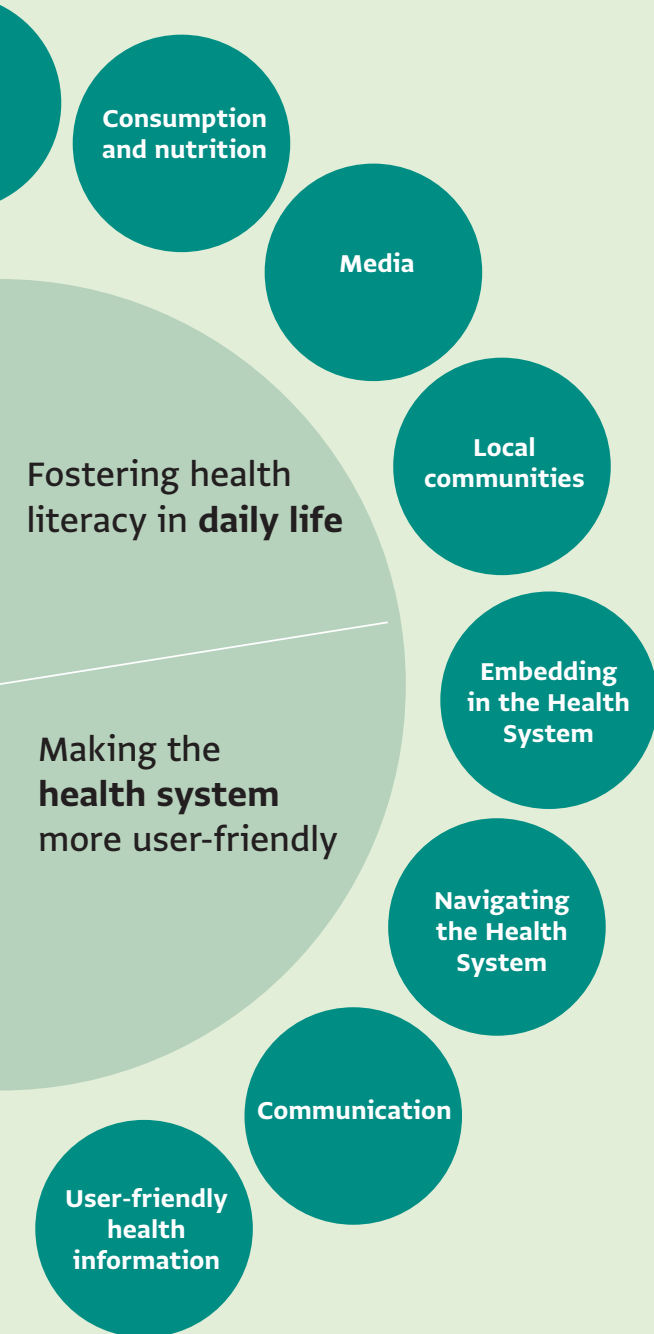 Consumption
and nutrition
Media
Local
communities
Fostering health
literacy in daily life
Embedding
in the Health
System
Making the
health system
more user-friendly
Navigating
the Health
System
Communication
User-friendly
health
information